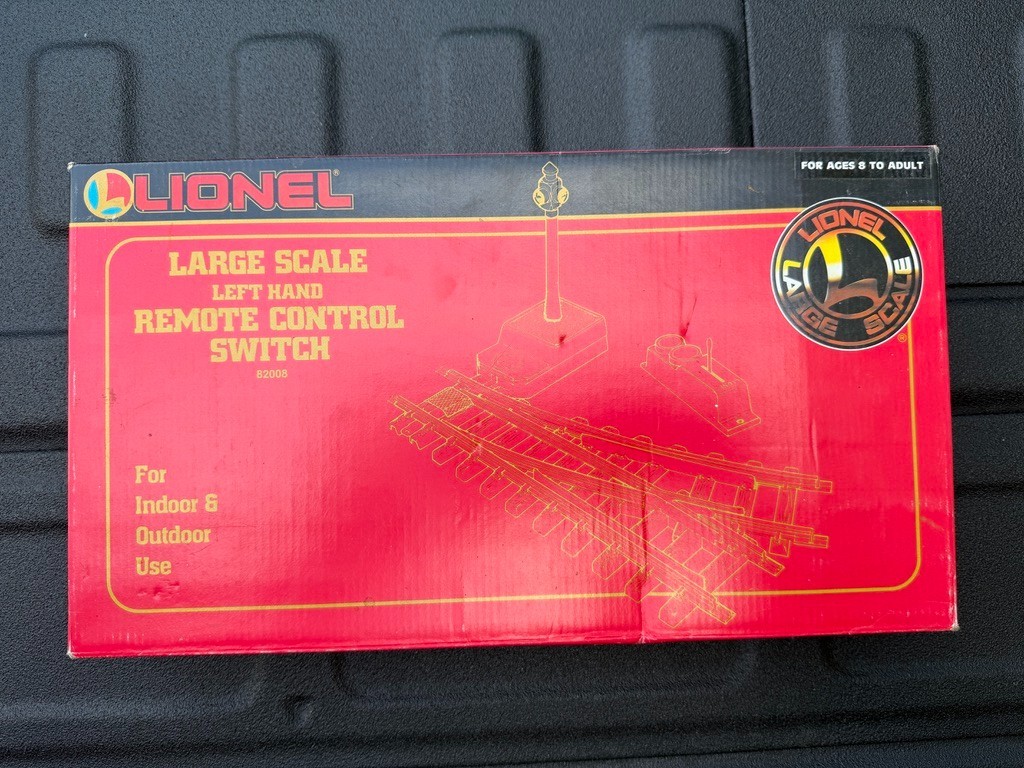 L LIONEL®
FOR AGES 8 TO ADULT
LIONEL
L
LARGE SCALE
®
LARGE SCALE
LEFT HAND
REMOTE CONTROL
SWITCH
82008
For
Indoor &
Outdoor
Use